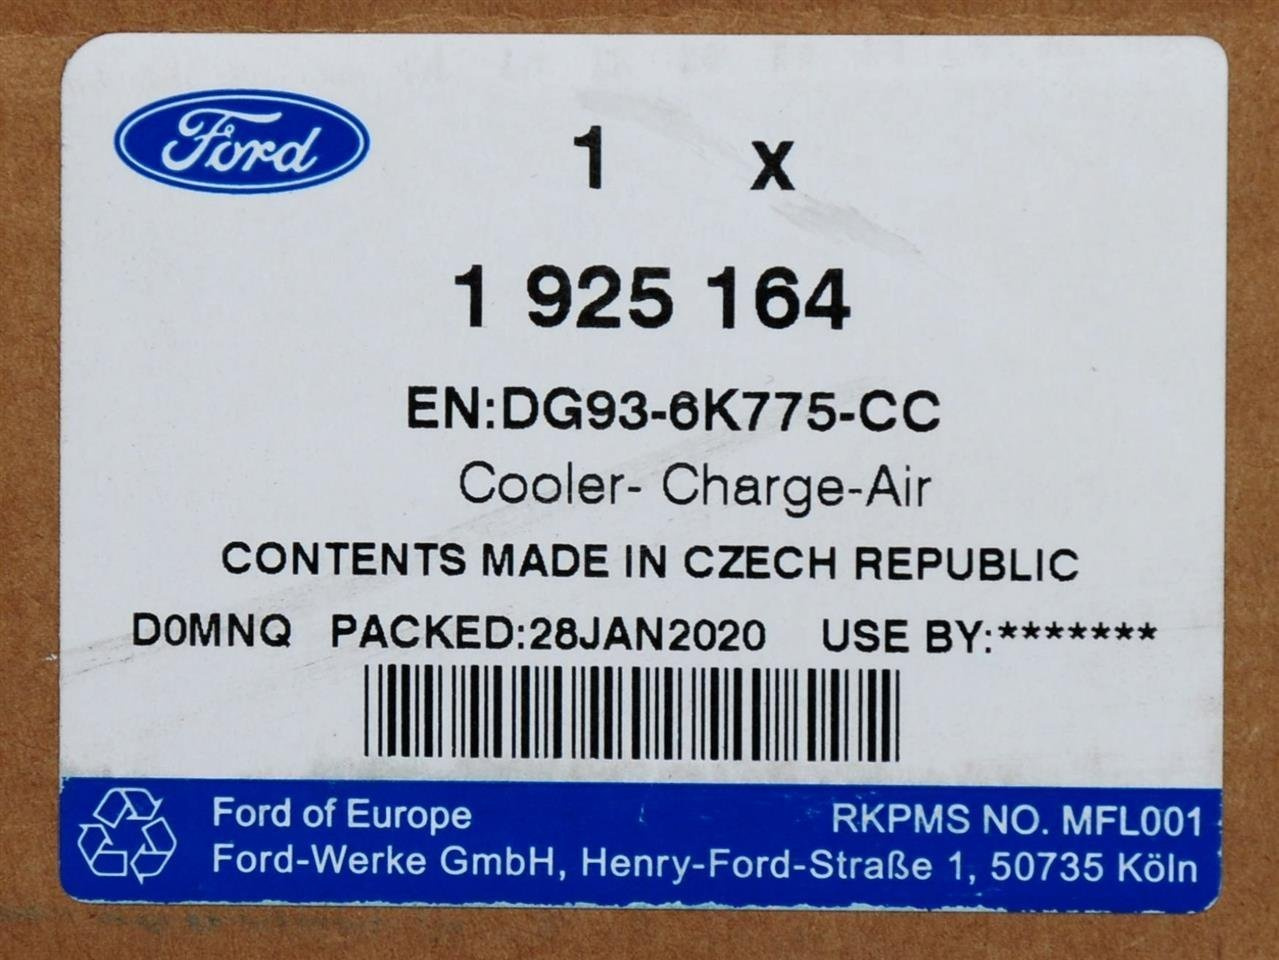 Ford
1 x
1 925 164
EN:DG93-6K775-CC
Cooler- Charge-Air
CONTENTS MADE IN CZECH REPUBLIC
D0MNQ PACKED:28JAN2020 USE BY:*******
Ford of Europe RKPMS NO. MFL001
Ford-Werke GmbH, Henry-Ford-Straße 1, 50735 Köln